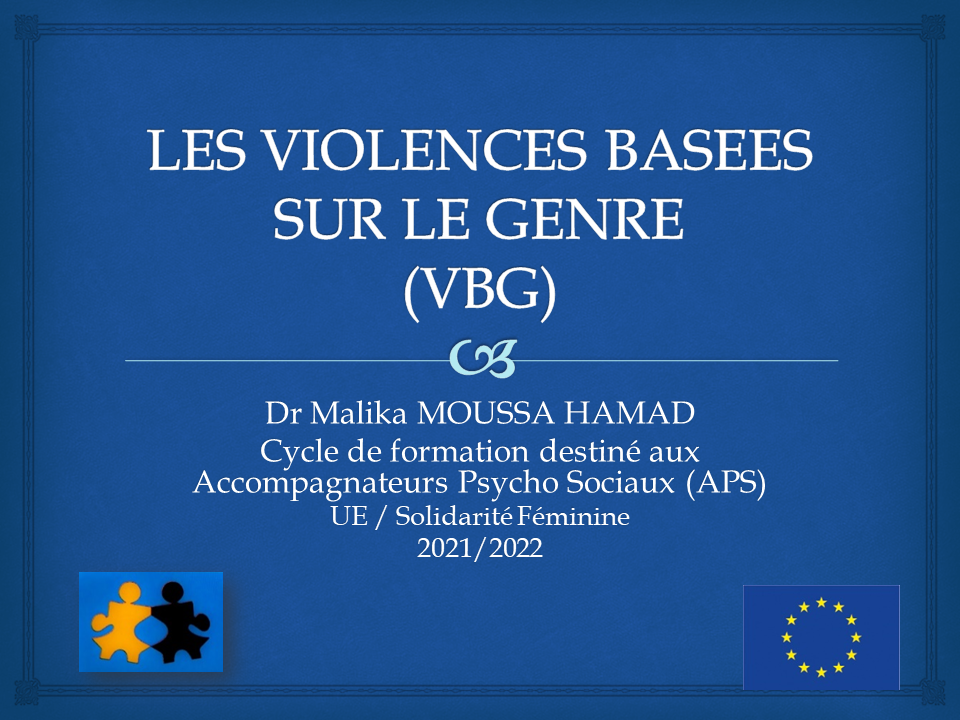 LES VIOLENCES BASEES
SUR LE GENRE
(VBG)
Dr Malika MOUSSA HAMAD
Cycle de formation destiné aux
Accompagnateurs Psycho Sociaux (APS)
UE / Solidarité Féminine
2021/2022